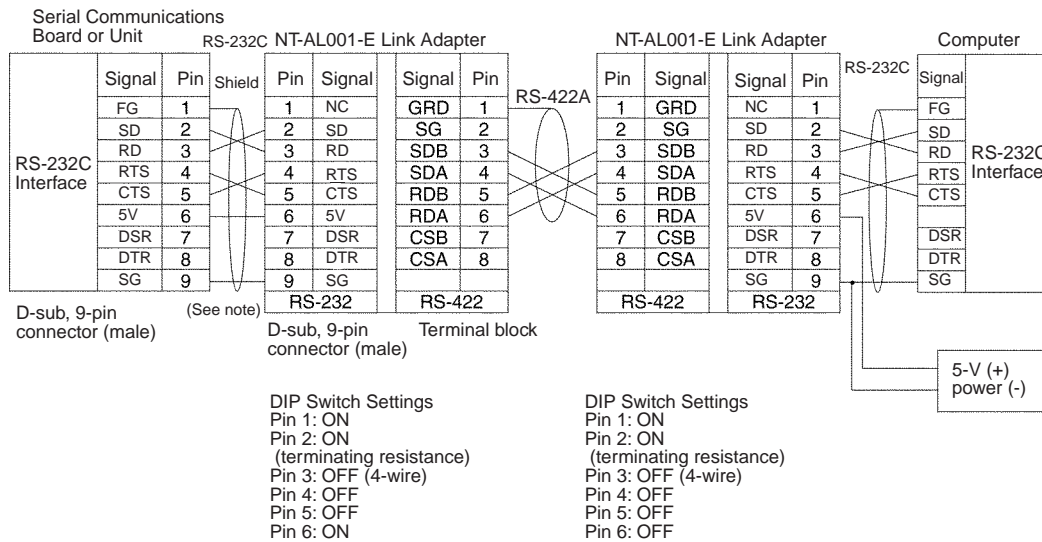 Serial Communications
Board or Unit
RS-232C NT-AL001-E Link Adapter
NT-AL001-E Link Adapter
Computer
Signal Pin Shield Pin Signal Signal Pin RS-422A Pin Signal Signal Pin RS-232C Signal
FG 1 1 NC GRD 1 1 GRD NC 1 FG
SD 2 2 SD SG 2 2 SG SD 2 SD
RD 3 3 RD SDB 3 3 SDB RD 3 RD
RS-232C
Interface
RS-232C
Interface
RTS 4 4 RTS SDA 4 4 SDA RTS 4 RTS
CTS 5 5 CTS RDB 5 5 RDB CTS 5 CTS
5V 6 6 5V RDA 6 6 RDA 5V 6
DSR 7 7 DSR CSB 7 7 CSB DSR 7 DSR
DTR 8 8 DTR CSA 8 8 CSA DTR 8 DTR
SG 9 9 SG SG 9 SG
(See note) RS-232 RS-422 RS-422 RS-232
D-sub, 9-pin
connector (male)
D-sub, 9-pin
connector (male)
Terminal block
5-V (+)
power (-)
DIP Switch Settings
Pin 1: ON
Pin 2: ON
(terminating resistance)
Pin 3: OFF (4-wire)
Pin 4: OFF
Pin 5: OFF
Pin 6: ON
DIP Switch Settings
Pin 1: ON
Pin 2: ON
(terminating resistance)
Pin 3: OFF (4-wire)
Pin 4: OFF
Pin 5: OFF
Pin 6: OFF